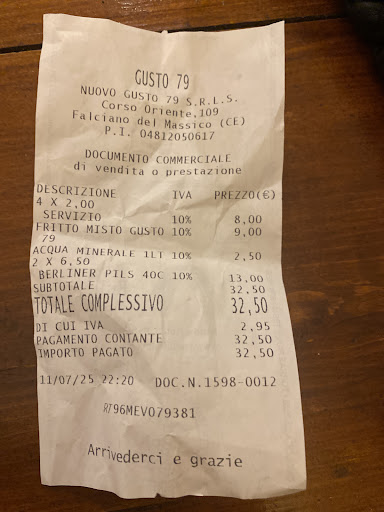 GUSTO 79
NUOVO GUSTO 79 S.R.L.S.
Corso Oriente,109
Falciano del Massico (CE)
P.I. 04812050617
DOCUMENTO COMMERCIALE
di vendita o prestazione
DESCRIZIONE IVA PREZZO(€)
4 X 2,00
SERVIZIO 10% 8,00
FRITTO MISTO GUSTO 10% 9,00
79
ACQUA MINERALE 1LT 10% 2,50
2 X 6,50
BERLINER PILS 40C 10% 13,00
SUBTOTALE 32,50
TOTALE COMPLESSIVO 32,50
DI CUI IVA 2,95
PAGAMENTO CONTANTE 32,50
IMPORTO PAGATO 32,50
11/07/25 22:20 DOC.N.1598-0012
RT96MEV079381
Arrivederci e grazie